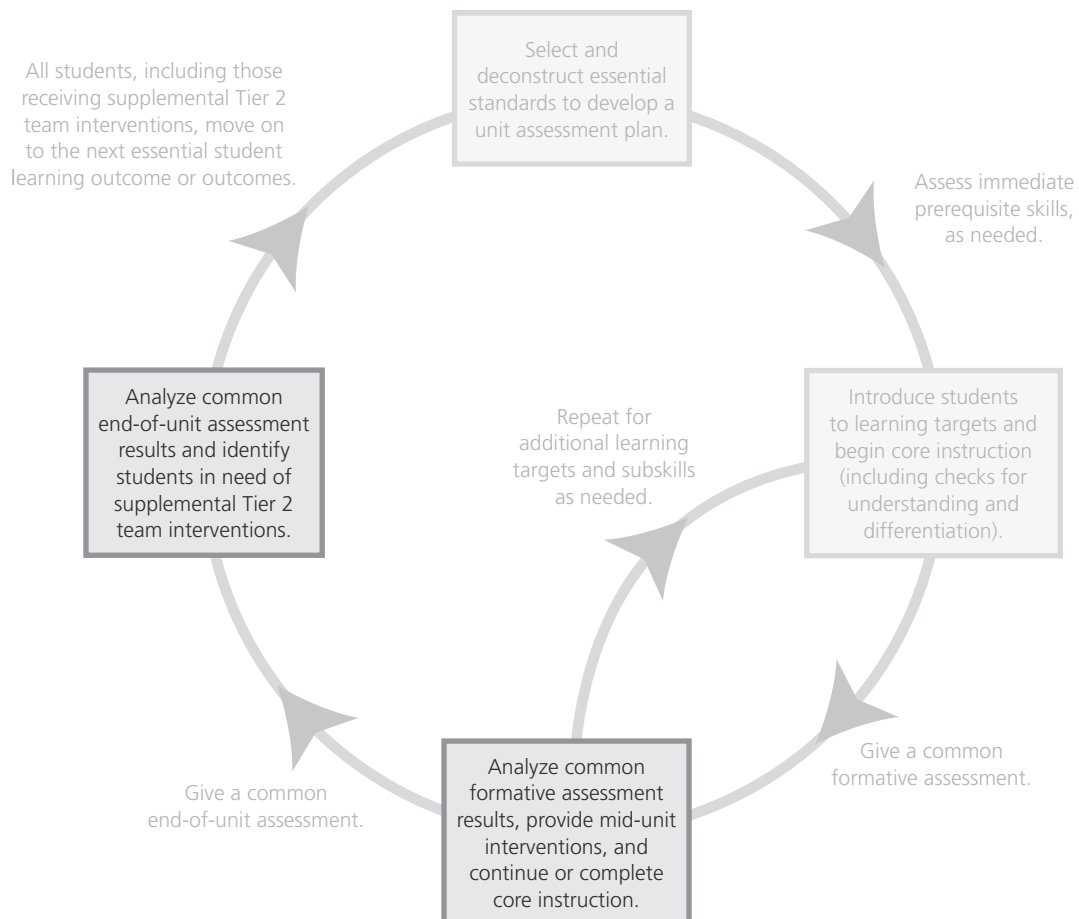 Select and
deconstruct essential
standards to develop a
unit assessment plan.
All students, including those
receiving supplemental Tier 2
team interventions, move on
to the next essential student
learning outcome or outcomes.
Assess immediate
prerequisite skills,
as needed.
Analyze common
end-of-unit assessment
results and identify
students in need of
supplemental Tier 2
team interventions.
Repeat for
additional learning
targets and subskills
as needed.
Introduce students
to learning targets and
begin core instruction
(including checks for
understanding and
differentiation).
Give a common
end-of-unit assessment.
Analyze common
formative assessment
results, provide mid-unit
interventions, and
continue or complete
core instruction.
Give a common
formative assessment.